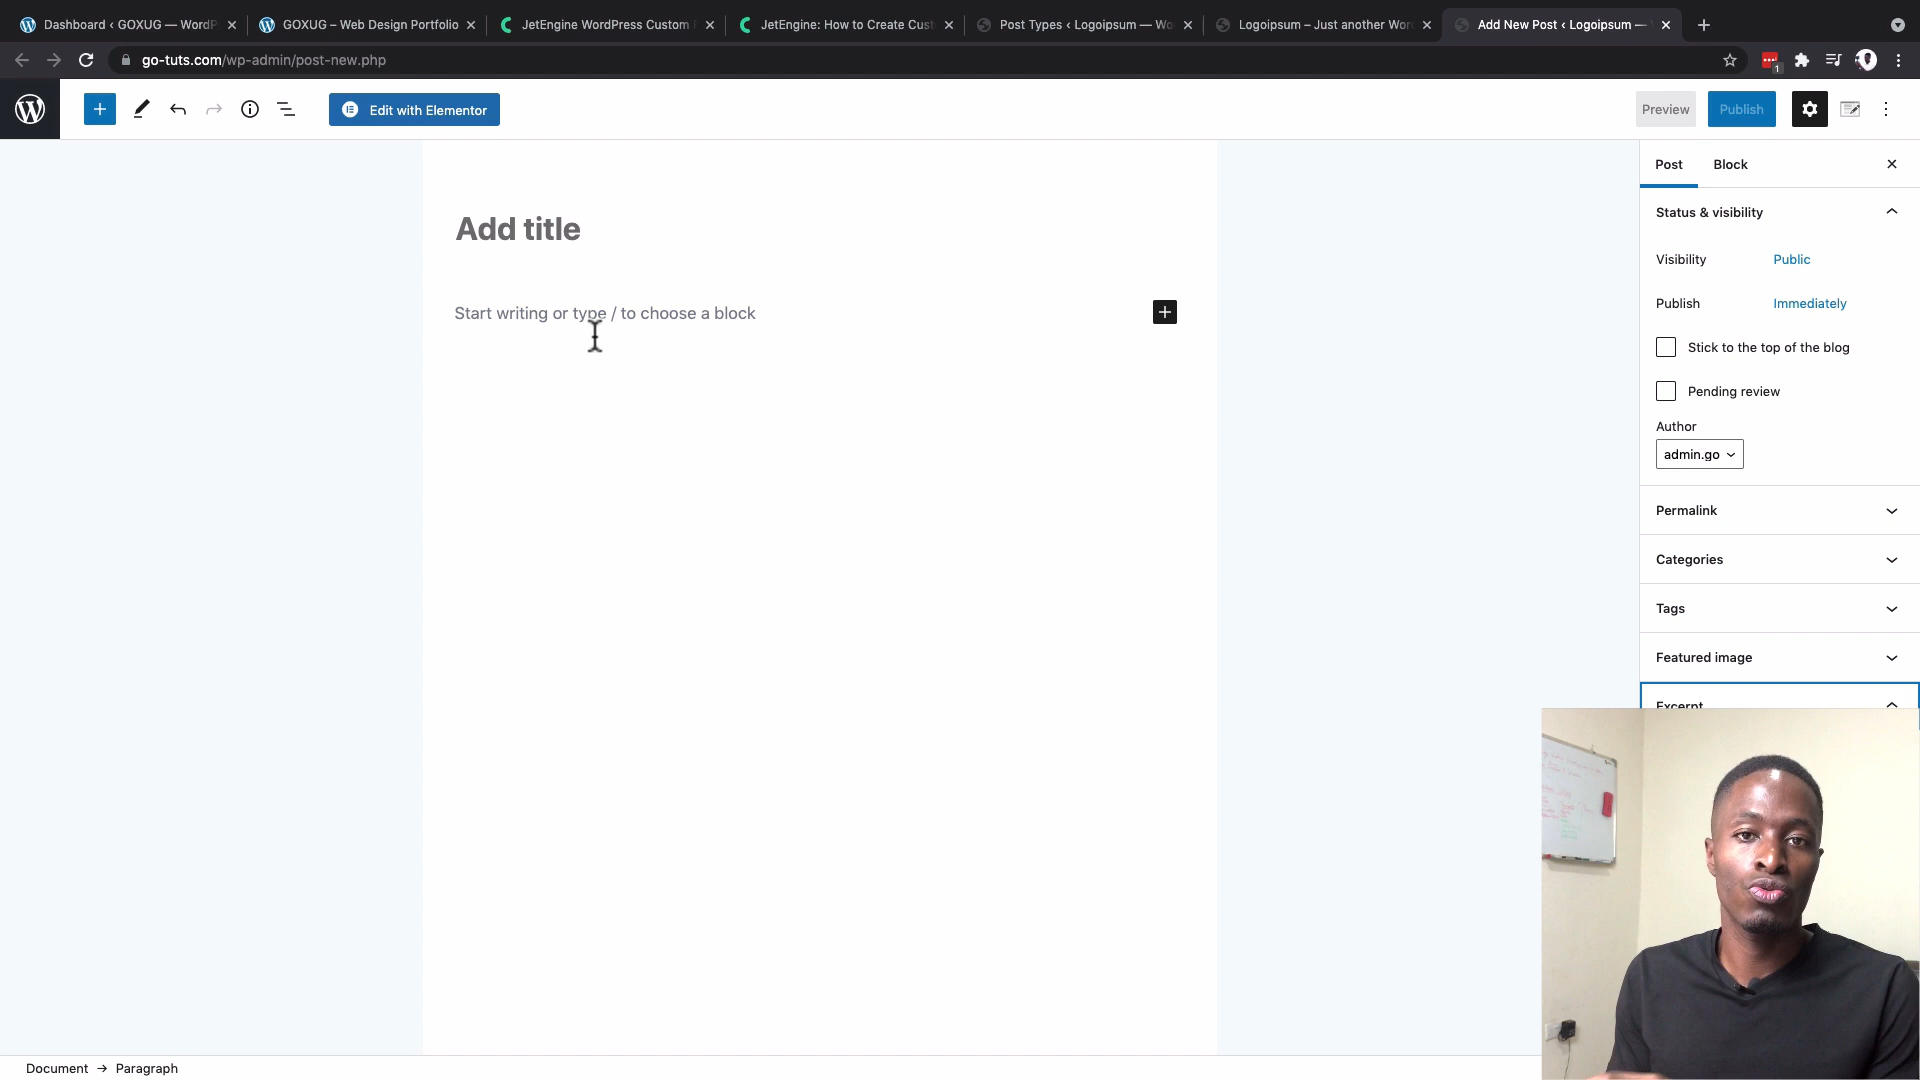 Dashboard ‹ GOXUG — WordP
GOXUG – Web Design Portfolio
JetEngine WordPress Custom
JetEngine: How to Create Cust
Post Types ‹ Logoipsum — Wo
Logoipsum – Just another Wor
Add New Post ‹ Logoipsum —
go-tuts.com/wp-admin/post-new.php
1
Edit with Elementor
Preview
Publish
Post
Block
Status & visibility
Add title
Visibility
Public
Publish
Immediately
Start writing or type / to choose a block
Stick to the top of the blog
Pending review
Author
admin.go
Permalink
Categories
Tags
Featured image
Excerpt
Document → Paragraph